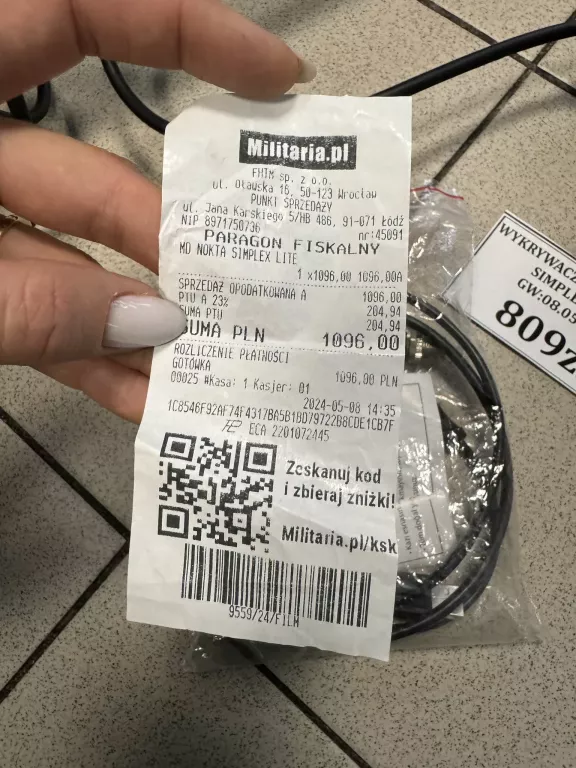 Militaria.pl
FHIM sp. z o.o.
ul. Oławska 16, 50-123 Wrocław
PUNKI SPRZEDAŻY
ul. Jana Karskiego 5/HB 486, 91-071 Łódź
NIP 8971750736 nr:45091
PARAGON FISKALNY
MD NOKTA SIMPLEX LITE
1 x1096,00 1096,00A
SPRZEDAŻ OPODATKOWANA A 1096,00
PTU A 23% 204,94
SUMA PTU 204,94
SUMA PLN 1096,00
ROZLICZENIE PŁATNOŚCI
GOTÓWKA 1096,00 PLN
00025 #Kasa: 1 Kasjer: 01 2024-05-08 14:35
1C8546F92AF74F4317BA5B1BD79722B8CDE1CB7F
ECA 2201072445
Zeskanuj kod
i zbieraj zniżki!
Militaria.pl/ksk
9559/24/FILM
WYKRYWACZ
SIMPLE
GW:08.05
809z